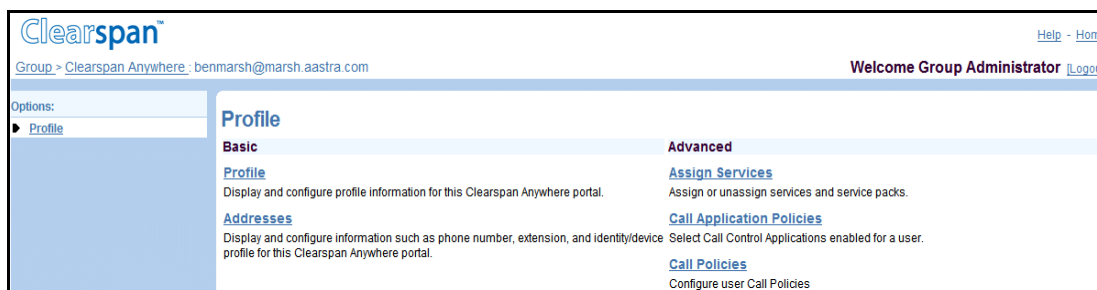 Clearspan™
Help - Hom
Group > Clearspan Anywhere : benmarsh@marsh.aastra.com
Welcome Group Administrator [Logou
Options:
Profile
Profile
Basic
Profile
Display and configure profile information for this Clearspan Anywhere portal.
Addresses
Display and configure information such as phone number, extension, and identity/device
profile for this Clearspan Anywhere portal.
Advanced
Assign Services
Assign or unassign services and service packs.
Call Application Policies
Select Call Control Applications enabled for a user.
Call Policies
Configure user Call Policies